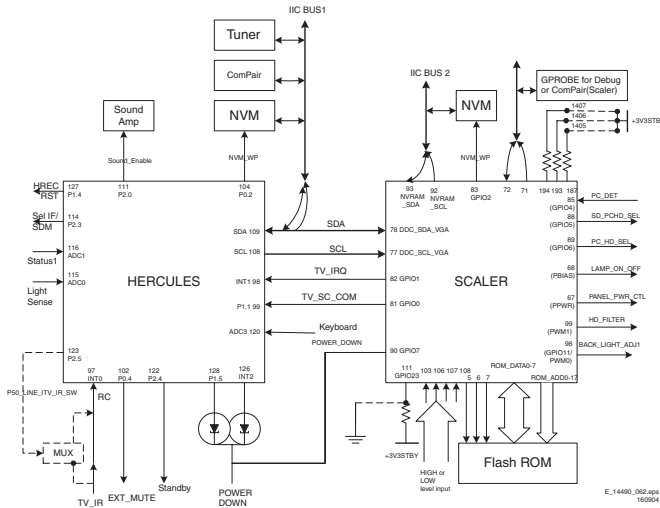 IIC BUS1
Tuner
ComPair
NVM
Sound
Amp
Sound_Enable
NVM_WP
IIC BUS 2
NVM
GPROBE for Debug
or ComPair(Scaler)
1407
1406
1405
+3V3STB
NVM_WP
HREC
RST
127
P1.4
111
P2.0
104
P0.2
93
NVRAM
_SDA
92
NVRAM
_SCL
83
GPIO2
72
71
194 193 187
85
(GPIO4)
PC_DET
Sel IF/
SDM
114
P2.3
88
(GPIO5)
SD_PCHD_SEL
SDA 109
SDA
78 DDC_SDA_VGA
Status1
116
ADC1
89
(GPIO6)
PC_HD_SEL
SCL 108
SCL
77 DDC_SCL_VGA
Light
Sense
115
ADC0
HERCULES
INT1 98
TV_IRQ
82 GPIO1
SCALER
68
(PBIAS)
LAMP_ON_OFF
P1.1 99
TV_SC_COM
81 GPIO0
67
(PPWR)
PANEL_PWR_CTL
ADC3 120
Keyboard
99
(PWM1)
HD_FILTER
POWER_DOWN
90 GPIO7
98
(GPIO11/
PWM0)
BACK_LIGHT_ADJ1
123
P2.5
97
INT0
102
P0.4
122
P2.4
128
P1.5
126
INT2
111
GPIO23
103 106 107 108
5 6 7
ROM_DATA0-7
ROM_ADD0-17
P50_LINE_ITV_IR_SW
RC
MUX
TV_IR
EXT_MUTE
Standby
POWER
DOWN
+3V3STBY
HIGH or
LOW
level input
Flash ROM
E_14490_062.eps
160904